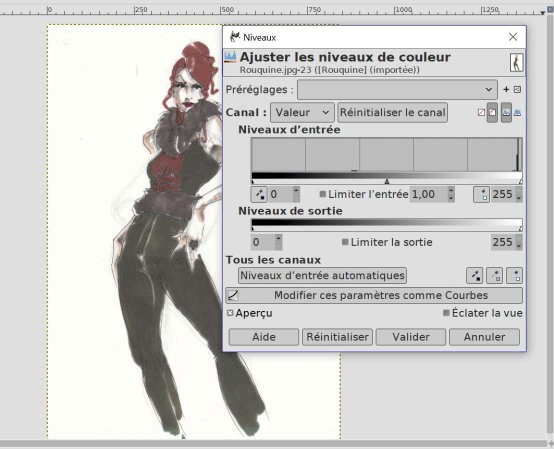 0 250 500 750 1000 1250
Niveaux
Ajuster les niveaux de couleur
Rouquine.jpg-23 ([Rouquine] (importée))
Préréglages :
Canal : Valeur Réinitialiser le canal
Niveaux d'entrée
0 Limiter l'entrée 1,00 255
Niveaux de sortie
0 Limiter la sortie 255
Tous les canaux
Niveaux d'entrée automatiques
Modifier ces paramètres comme Courbes
Aperçu Éclater la vue
Aide Réinitialiser Valider Annuler